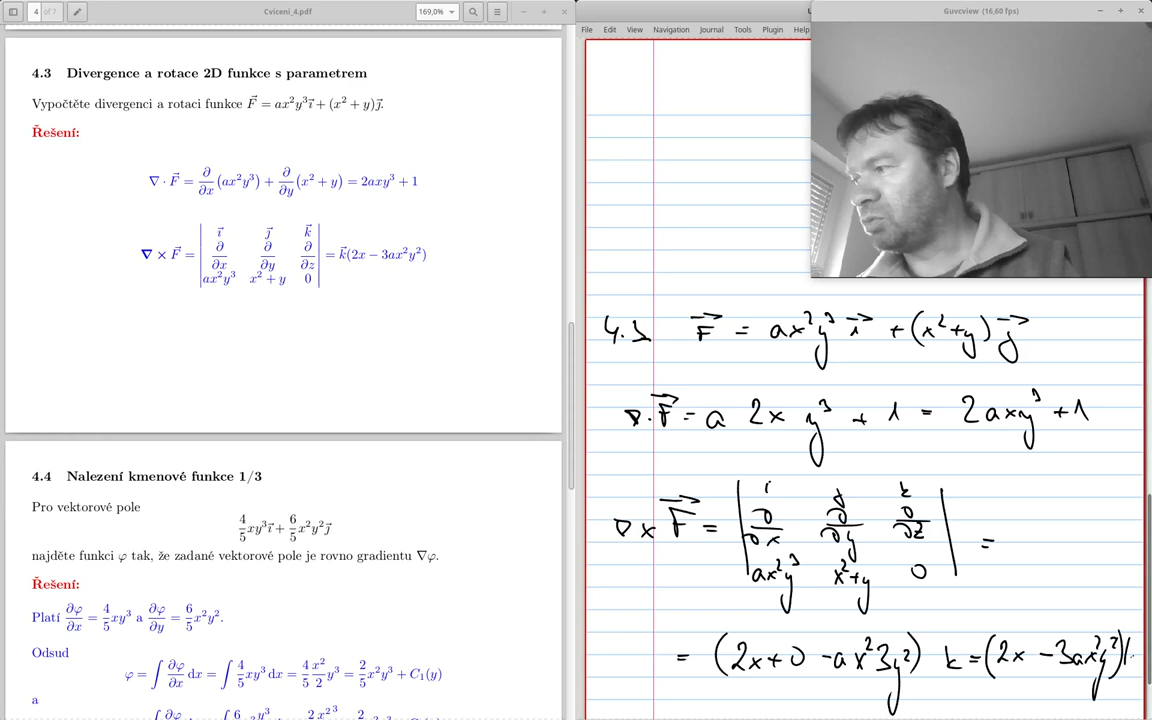 4 of 7
Cviceni_4.pdf
169,0%
4.3 Divergence a rotace 2D funkce s parametrem
Vypočtěte divergenci a rotaci funkce F⃗ = ax²y³ı⃗ + (x² + y)ȷ⃗.
Řešení:
∇ · F⃗ = ∂/∂x (ax²y³) + ∂/∂y (x² + y) = 2axy³ + 1
∇ × F⃗ = | ı⃗ ȷ⃗ k⃗ |
| ∂/∂x ∂/∂y ∂/∂z | = k⃗(2x − 3ax²y²)
| ax²y³ x² + y 0 |
4.4 Nalezení kmenové funkce 1/3
Pro vektorové pole
4/5 xy³ı⃗ + 6/5 x²y²ȷ⃗
najděte funkci φ tak, že zadané vektorové pole je rovno gradientu ∇φ.
Řešení:
Platí ∂φ/∂x = 4/5 xy³ a ∂φ/∂y = 6/5 x²y².
Odsud
φ = ∫ ∂φ/∂x dx = ∫ 4/5 xy³ dx = 4/5 x²/2 y³ = 2/5 x²y³ + C₁(y)
a
Guvcview (16,60 fps)
File Edit View Navigation Journal Tools Plugin Help
4.3 F⃗ = ax²y³ i⃗ + (x²+y) j⃗
∇·F⃗ = a 2x y³ + 1 = 2axy³ + 1
∇×F⃗ = | i j k |
| ∂/∂x ∂/∂y ∂/∂z | =
| ax²y³ x²+y 0 |
= (2x+0 − ax²3y²) k = (2x − 3ax²y²)